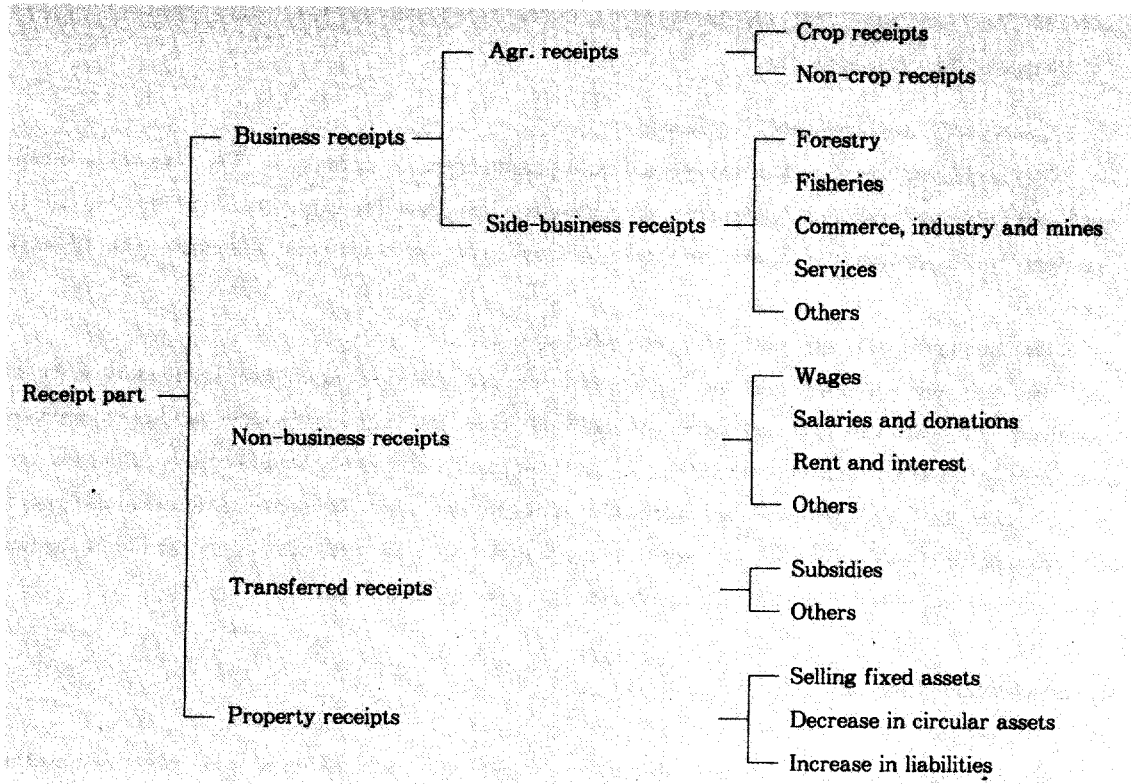 Agr. receipts
Crop receipts
Non-crop receipts
Business receipts
Side-business receipts
Forestry
Fisheries
Commerce, industry and mines
Services
Others
Receipt part
Non-business receipts
Wages
Salaries and donations
Rent and interest
Others
Transferred receipts
Subsidies
Others
Property receipts
Selling fixed assets
Decrease in circular assets
Increase in liabilities